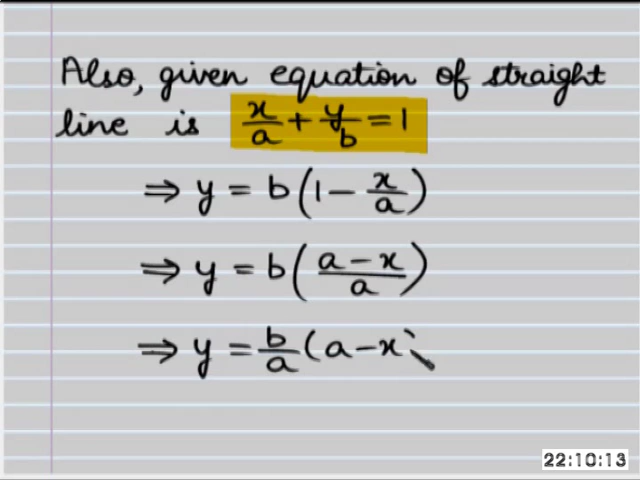 Also, given equation of straight
line is x/a + y/b = 1
⇒ y = b(1 - x/a)
⇒ y = b((a - x)/a)
⇒ y = b/a (a - x)
22:10:13